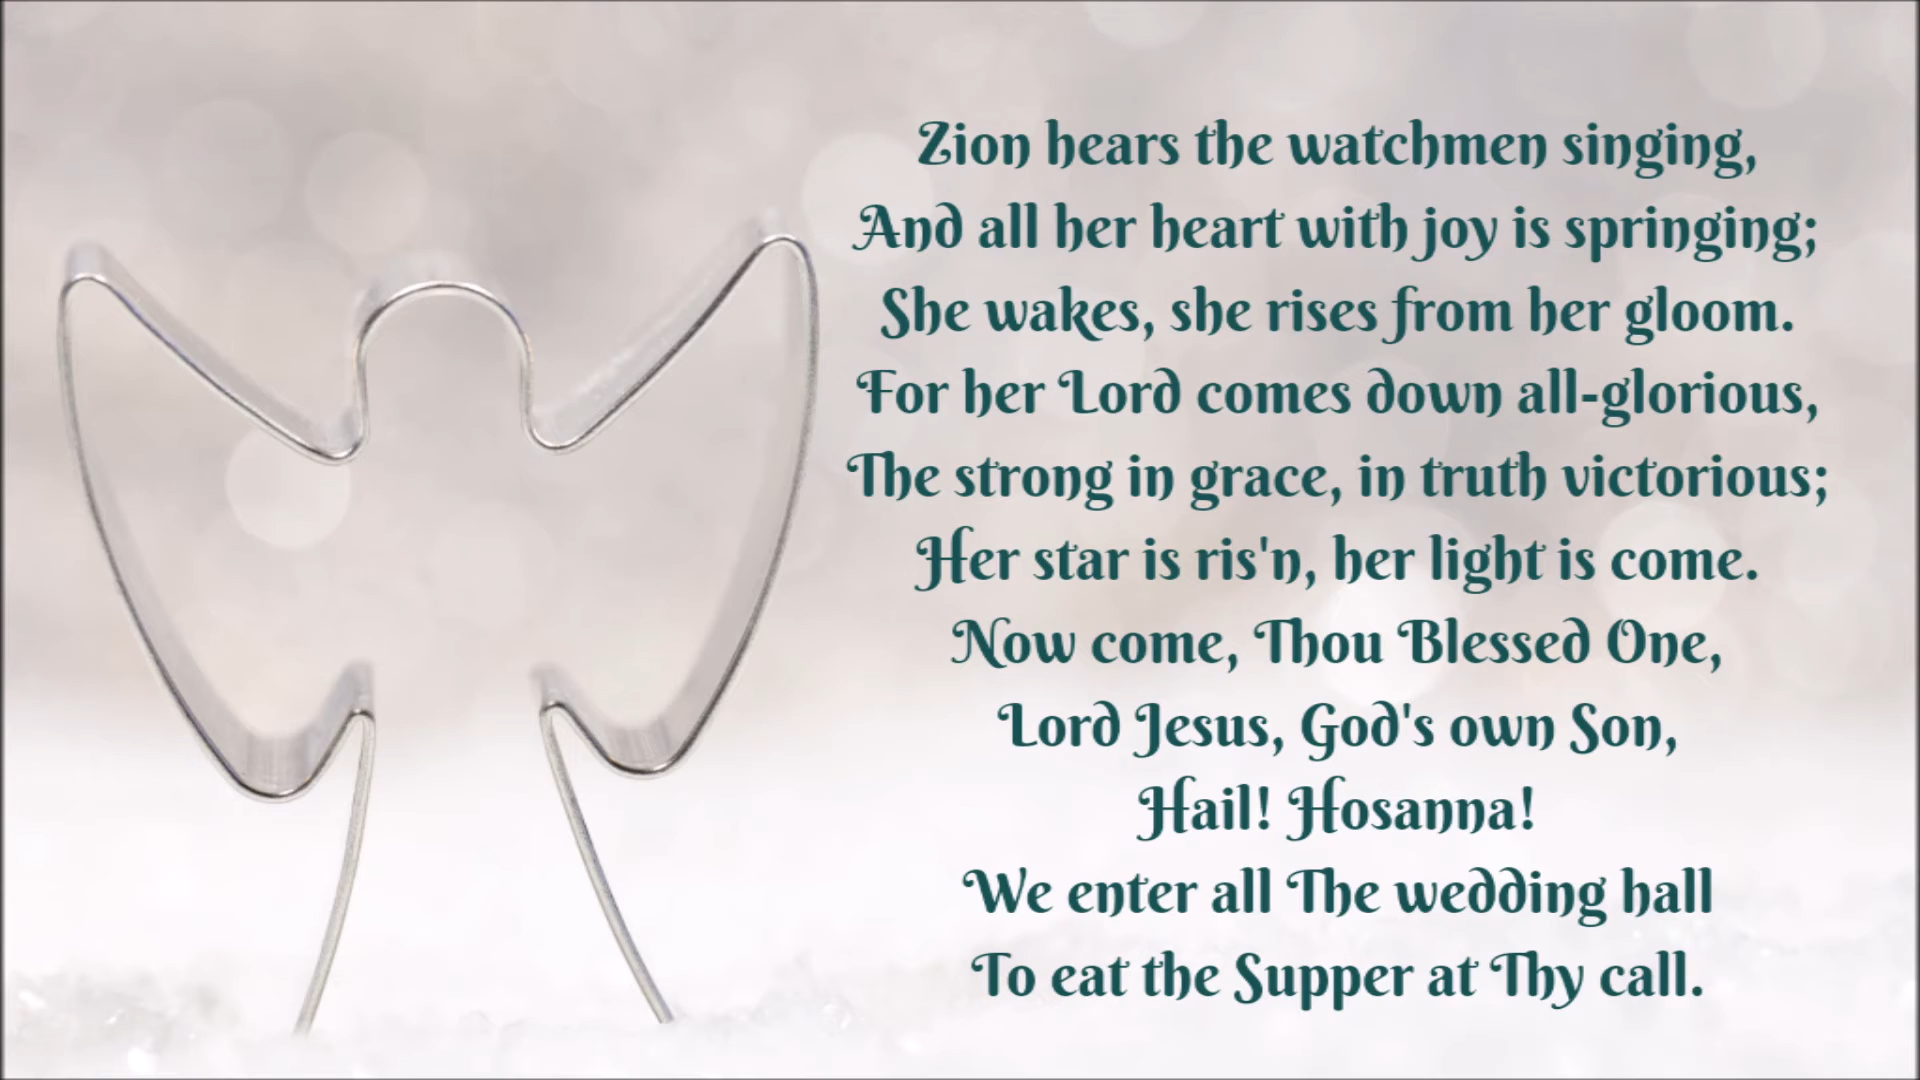 Zion hears the watchmen singing,
And all her heart with joy is springing;
She wakes, she rises from her gloom.
For her Lord comes down all-glorious,
The strong in grace, in truth victorious;
Her star is ris'n, her light is come.
Now come, Thou Blessed One,
Lord Jesus, God's own Son,
Hail! Hosanna!
We enter all The wedding hall
To eat the Supper at Thy call.